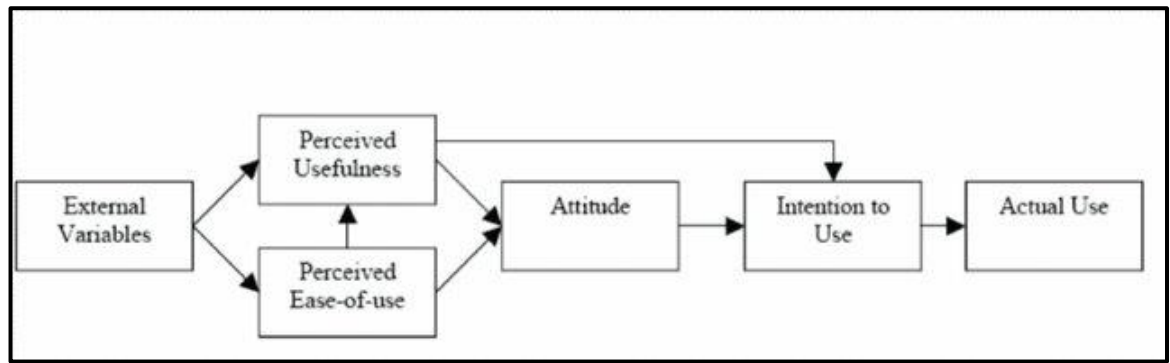 Perceived
Usefulness
External
Variables
Attitude
Intention to
Use
Actual Use
Perceived
Ease-of-use